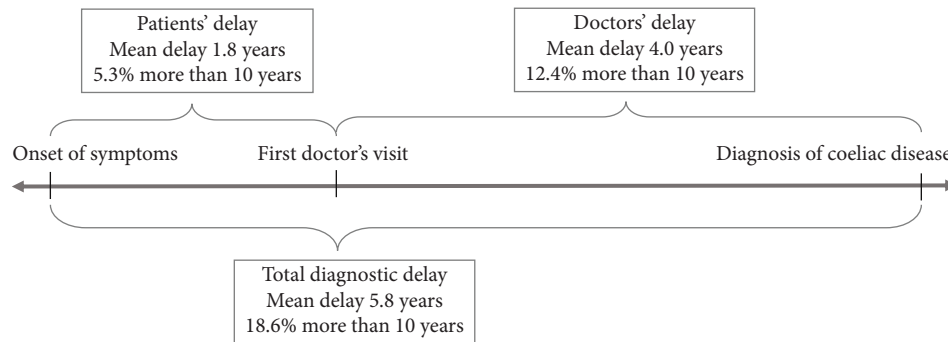 Patients’ delay
Mean delay 1.8 years
5.3% more than 10 years
Doctors’ delay
Mean delay 4.0 years
12.4% more than 10 years
Onset of symptoms
First doctor’s visit
Diagnosis of coeliac disease
Total diagnostic delay
Mean delay 5.8 years
18.6% more than 10 years